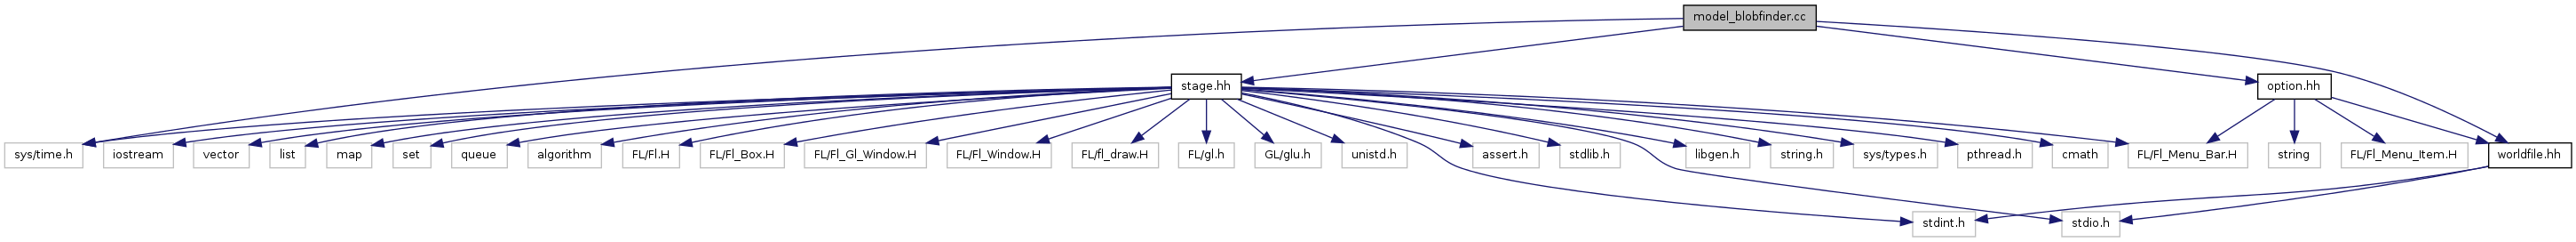 model_blobfinder.cc
stage.hh
option.hh
sys/time.h
iostream
vector
list
map
set
queue
algorithm
FL/Fl.H
FL/Fl_Box.H
FL/Fl_Gl_Window.H
FL/Fl_Window.H
FL/fl_draw.H
FL/gl.h
GL/glu.h
unistd.h
assert.h
stdlib.h
libgen.h
string.h
sys/types.h
pthread.h
cmath
FL/Fl_Menu_Bar.H
string
FL/Fl_Menu_Item.H
worldfile.hh
stdint.h
stdio.h